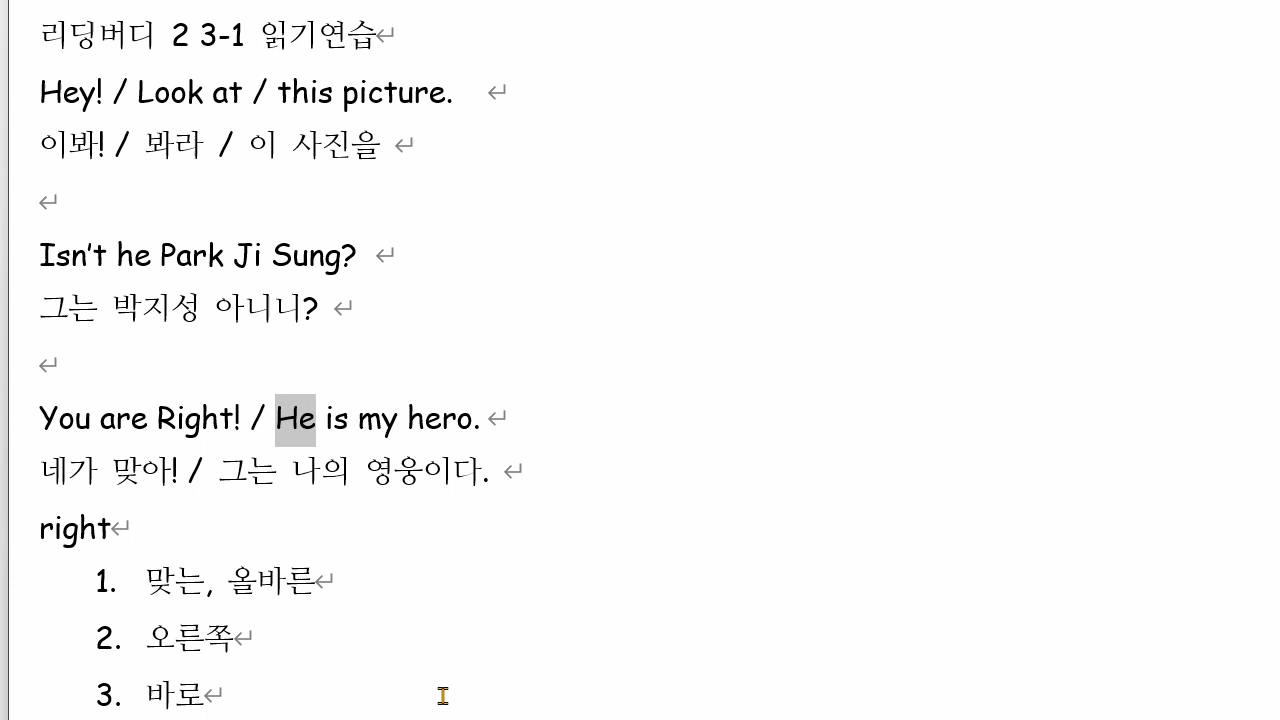 리딩버디 2 3-1 읽기연습
Hey! / Look at / this picture.
이봐! / 봐라 / 이 사진을
Isn't he Park Ji Sung?
그는 박지성 아니니?
You are Right! / He is my hero.
네가 맞아! / 그는 나의 영웅이다.
right
1. 맞는, 올바른
2. 오른쪽
3. 바로